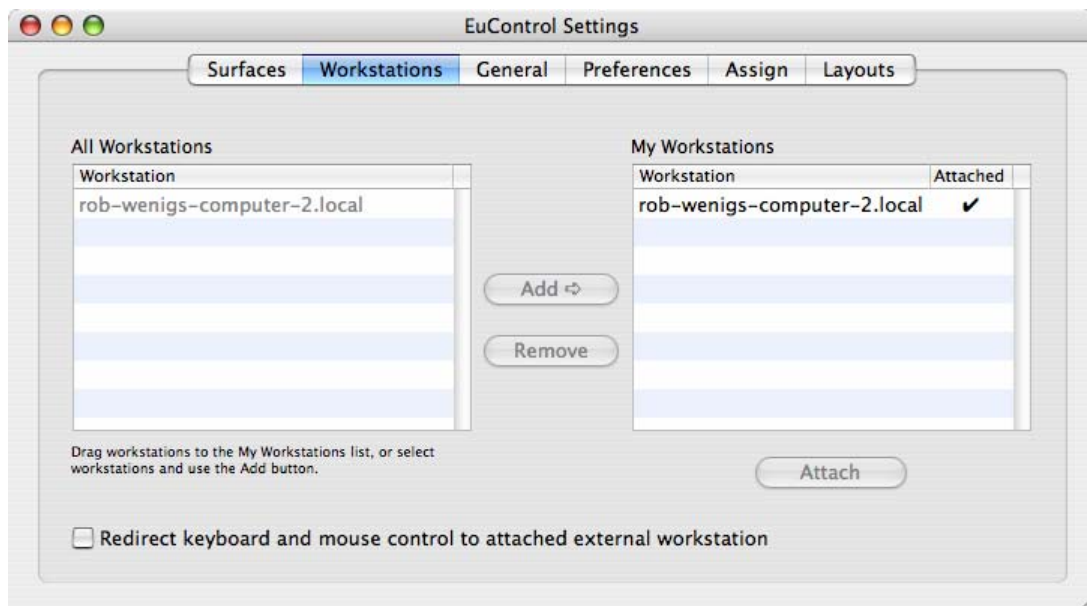 EuControl Settings
Surfaces Workstations General Preferences Assign Layouts
All Workstations
Workstation
rob-wenigs-computer-2.local
My Workstations
Workstation Attached
rob-wenigs-computer-2.local ✔
Add ⇨
Remove
Drag workstations to the My Workstations list, or select
workstations and use the Add button.
Attach
Redirect keyboard and mouse control to attached external workstation